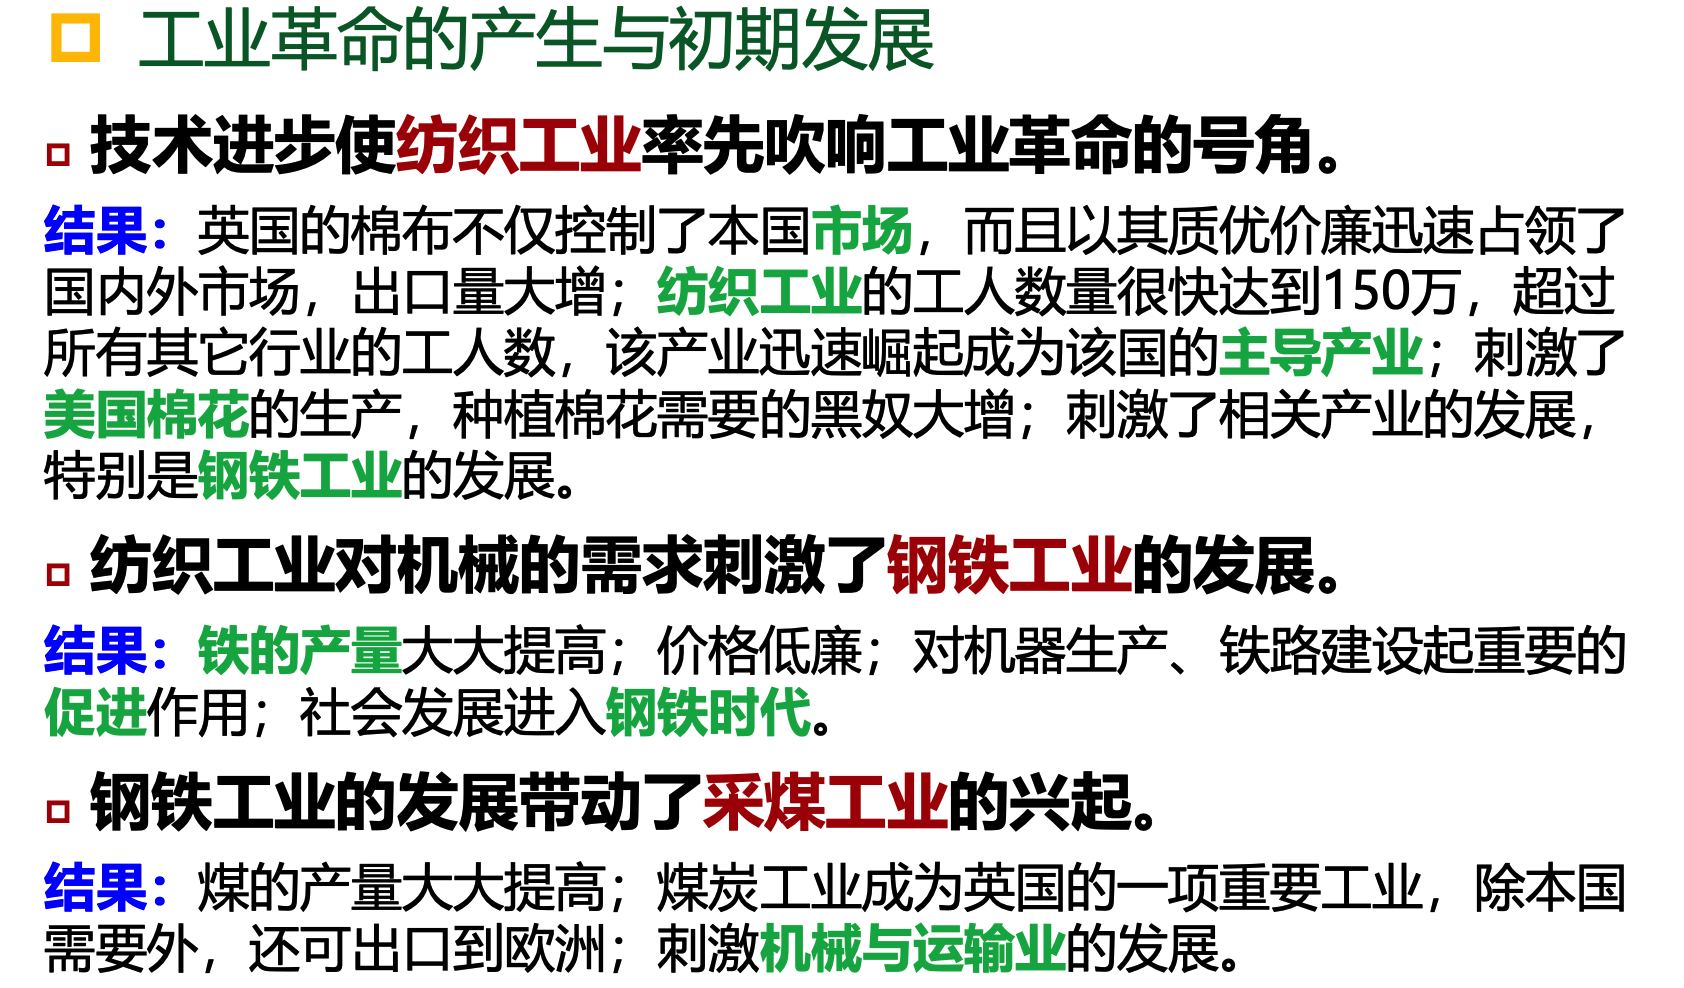 工业革命的产生与初期发展
技术进步使纺织工业率先吹响工业革命的号角。
结果：英国的棉布不仅控制了本国市场，而且以其质优价廉迅速占领了
国内外市场，出口量大增；纺织工业的工人数量很快达到150万，超过
所有其它行业的工人数，该产业迅速崛起成为该国的主导产业；刺激了
美国棉花的生产，种植棉花需要的黑奴大增；刺激了相关产业的发展，
特别是钢铁工业的发展。
纺织工业对机械的需求刺激了钢铁工业的发展。
结果：铁的产量大大提高；价格低廉；对机器生产、铁路建设起重要的
促进作用；社会发展进入钢铁时代。
钢铁工业的发展带动了采煤工业的兴起。
结果：煤的产量大大提高；煤炭工业成为英国的一项重要工业，除本国
需要外，还可出口到欧洲；刺激机械与运输业的发展。